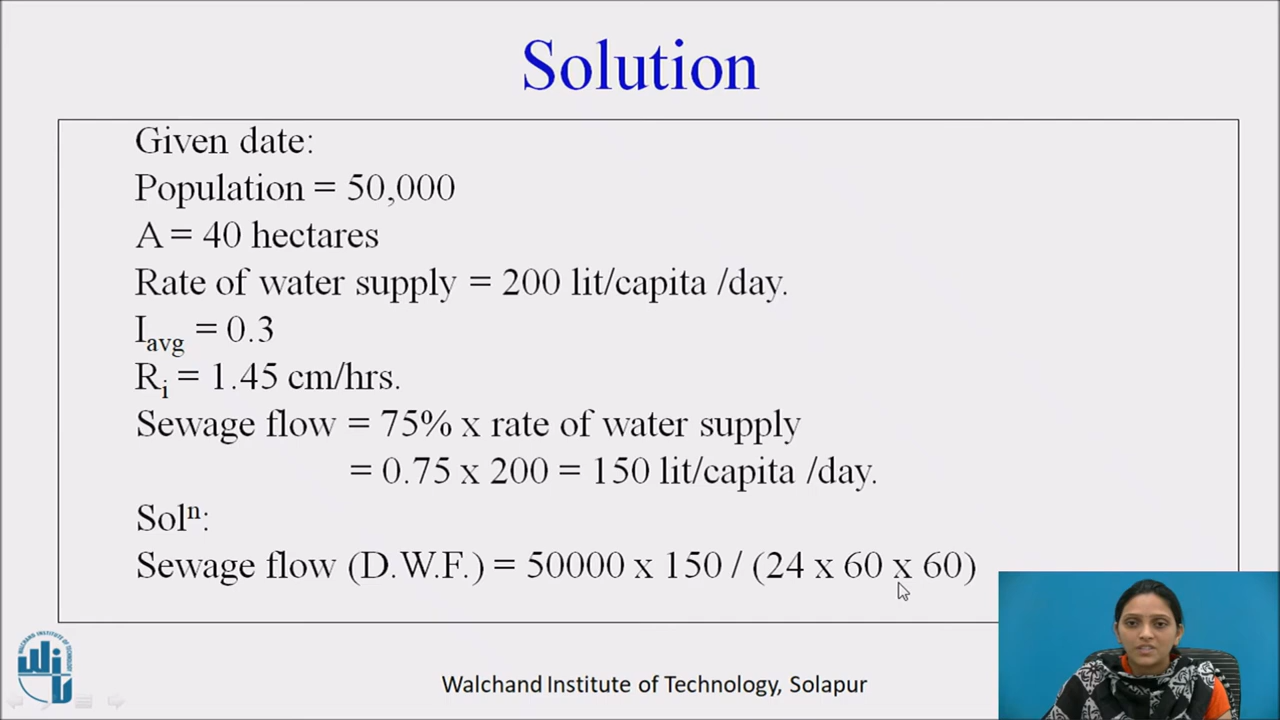 Solution
Given date:
Population = 50,000
A = 40 hectares
Rate of water supply = 200 lit/capita /day.
Iavg = 0.3
Ri = 1.45 cm/hrs.
Sewage flow = 75% x rate of water supply
= 0.75 x 200 = 150 lit/capita /day.
Solⁿ:
Sewage flow (D.W.F.) = 50000 x 150 / (24 x 60 x 60)
Walchand Institute of Technology, Solapur